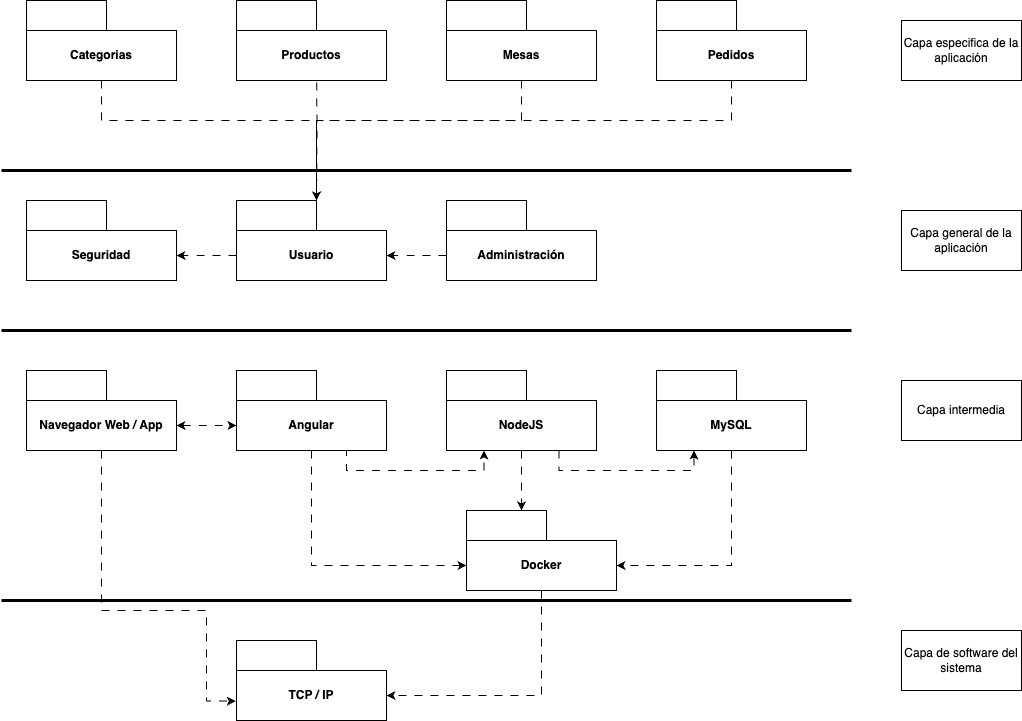 Categorias
Productos
Mesas
Pedidos
Capa especifica de la
aplicación
Seguridad
Usuario
Administración
Capa general de la
aplicación
Navegador Web / App
Angular
NodeJS
MySQL
Capa intermedia
Docker
TCP / IP
Capa de software del
sistema